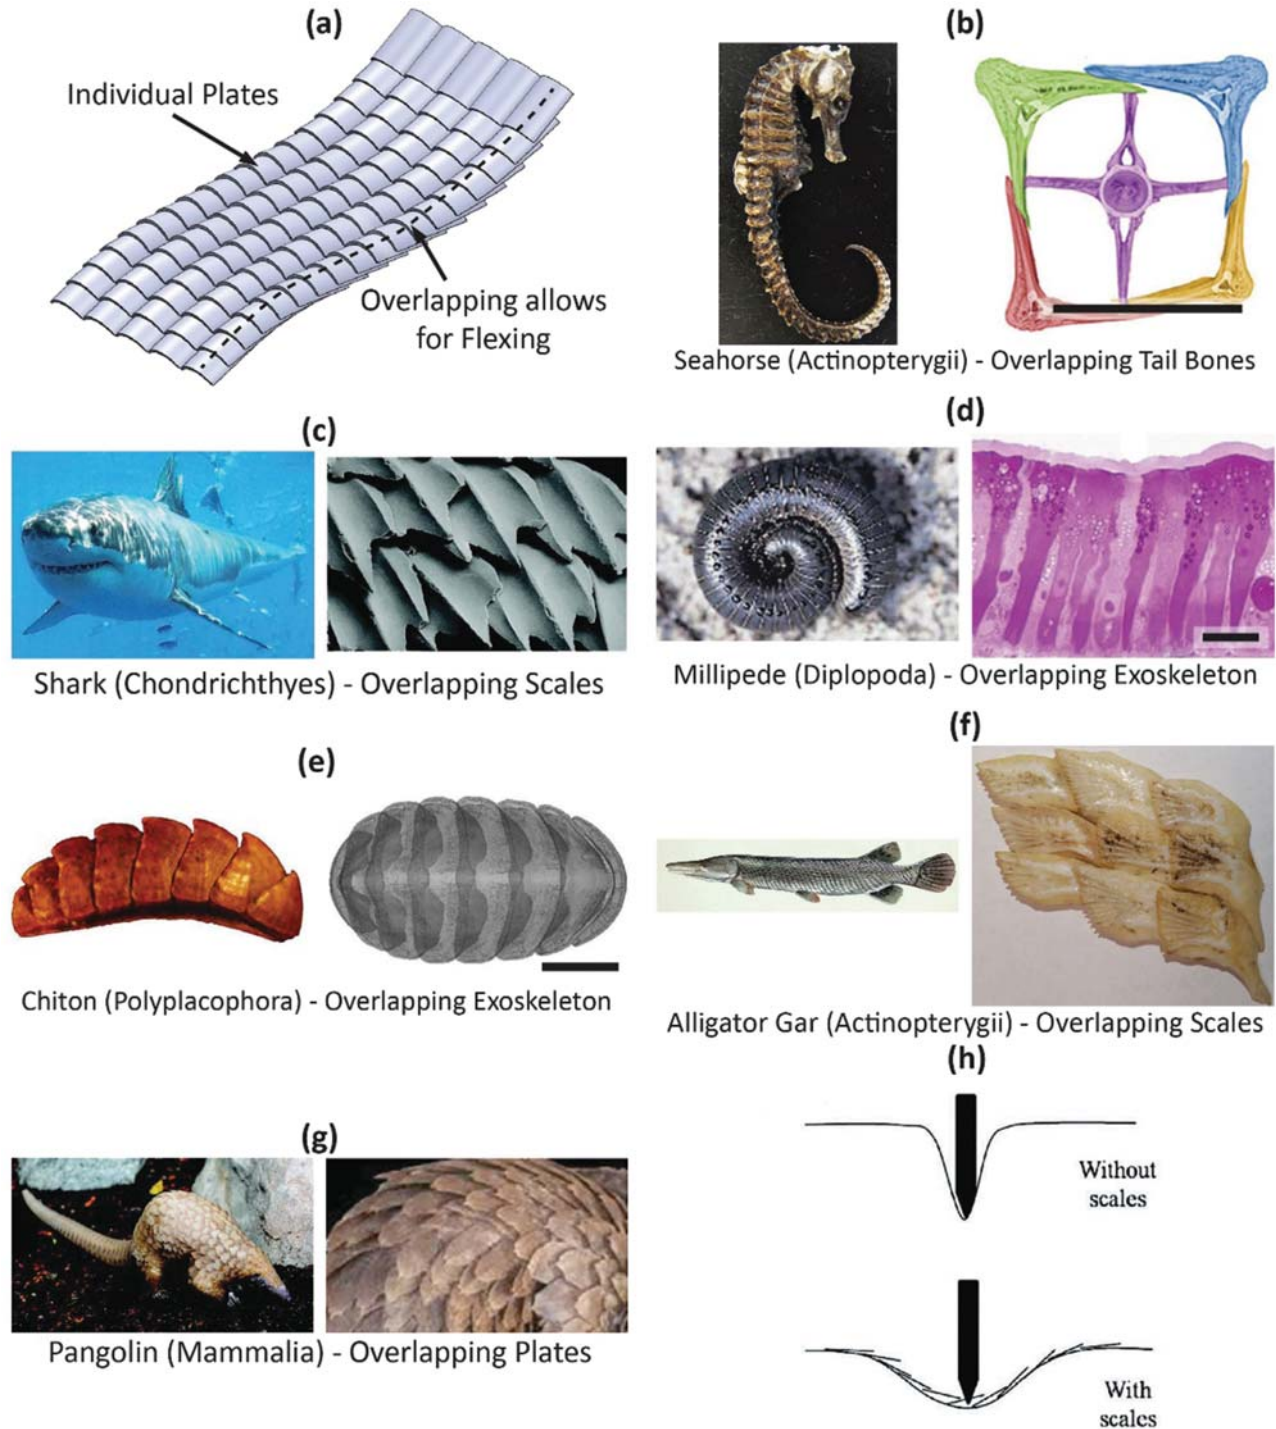 (a)
Individual Plates
Overlapping allows
for Flexing
(b)
Seahorse (Actinopterygii) - Overlapping Tail Bones
(c)
Shark (Chondrichthyes) - Overlapping Scales
(d)
Millipede (Diplopoda) - Overlapping Exoskeleton
(e)
Chiton (Polyplacophora) - Overlapping Exoskeleton
(f)
Alligator Gar (Actinopterygii) - Overlapping Scales
(g)
Pangolin (Mammalia) - Overlapping Plates
(h)
Without
scales
With
scales